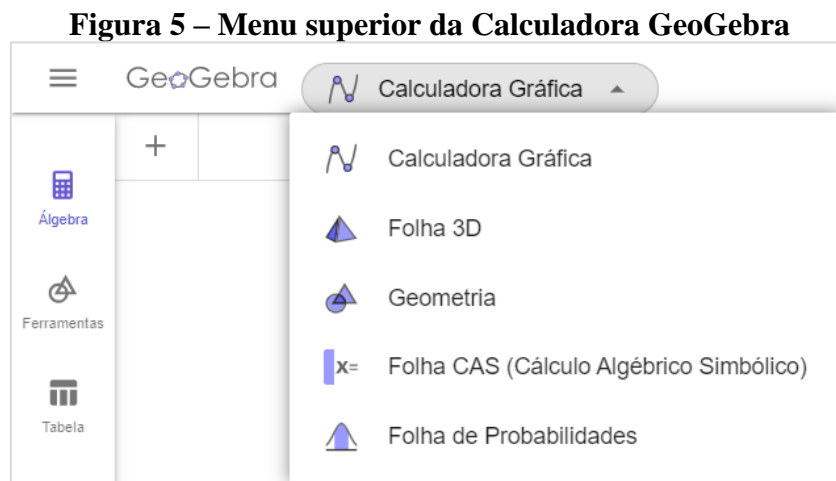 Figura 5 – Menu superior da Calculadora GeoGebra
GeoGebra
Calculadora Gráfica
Calculadora Gráfica
Álgebra
Folha 3D
Geometria
Ferramentas
x= Folha CAS (Cálculo Algébrico Simbólico)
Tabela
Folha de Probabilidades